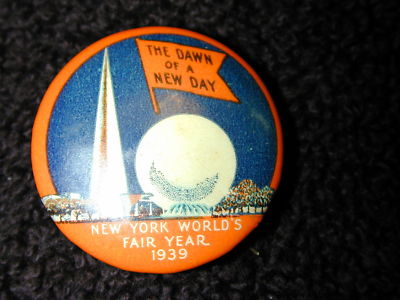 THE DAWN
OF A
NEW DAY
NEW YORK WORLD'S
FAIR YEAR
1939